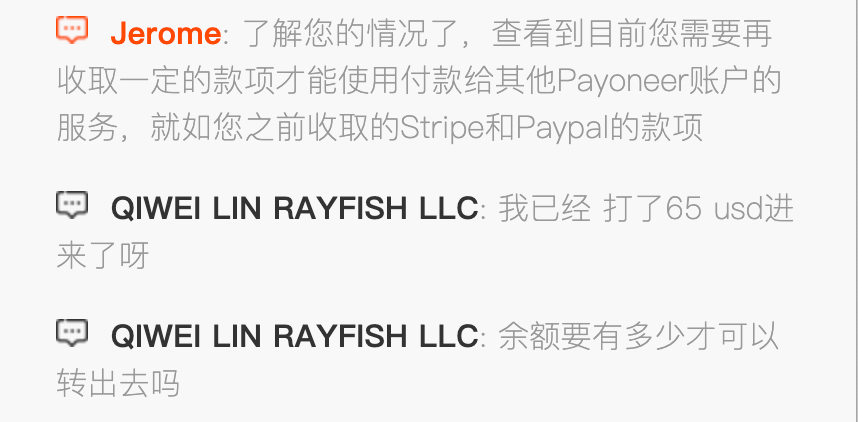 Jerome: 了解您的情况了，查看到目前您需要再
收取一定的款项才能使用付款给其他Payoneer账户的
服务，就如您之前收取的Stripe和Paypal的款项
QIWEI LIN RAYFISH LLC: 我已经 打了65 usd进
来了呀
QIWEI LIN RAYFISH LLC: 余额要有多少才可以
转出去吗